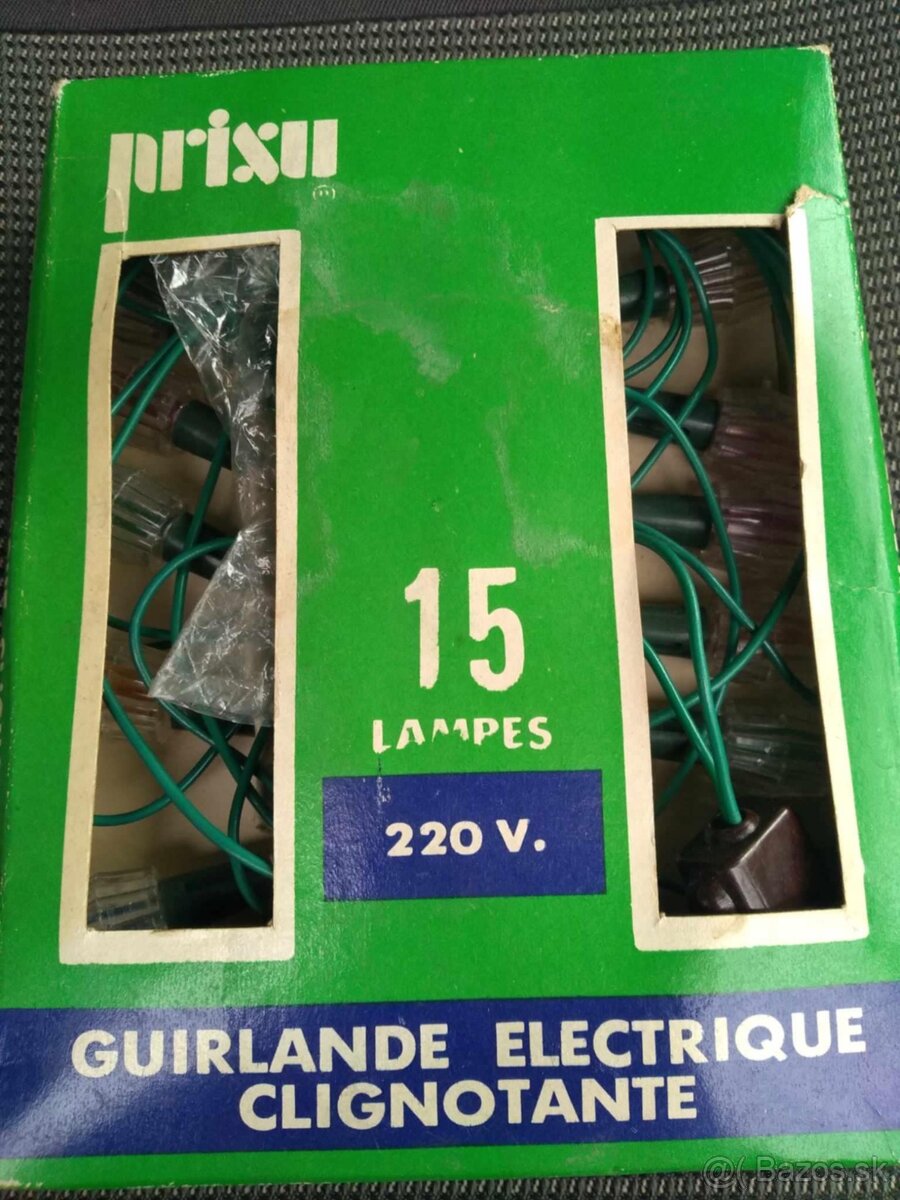 prisu
(E)
15
LAMPES
220 V.
GUIRLANDE ELECTRIQUE
CLIGNOTANTE
@( Bazos.sk